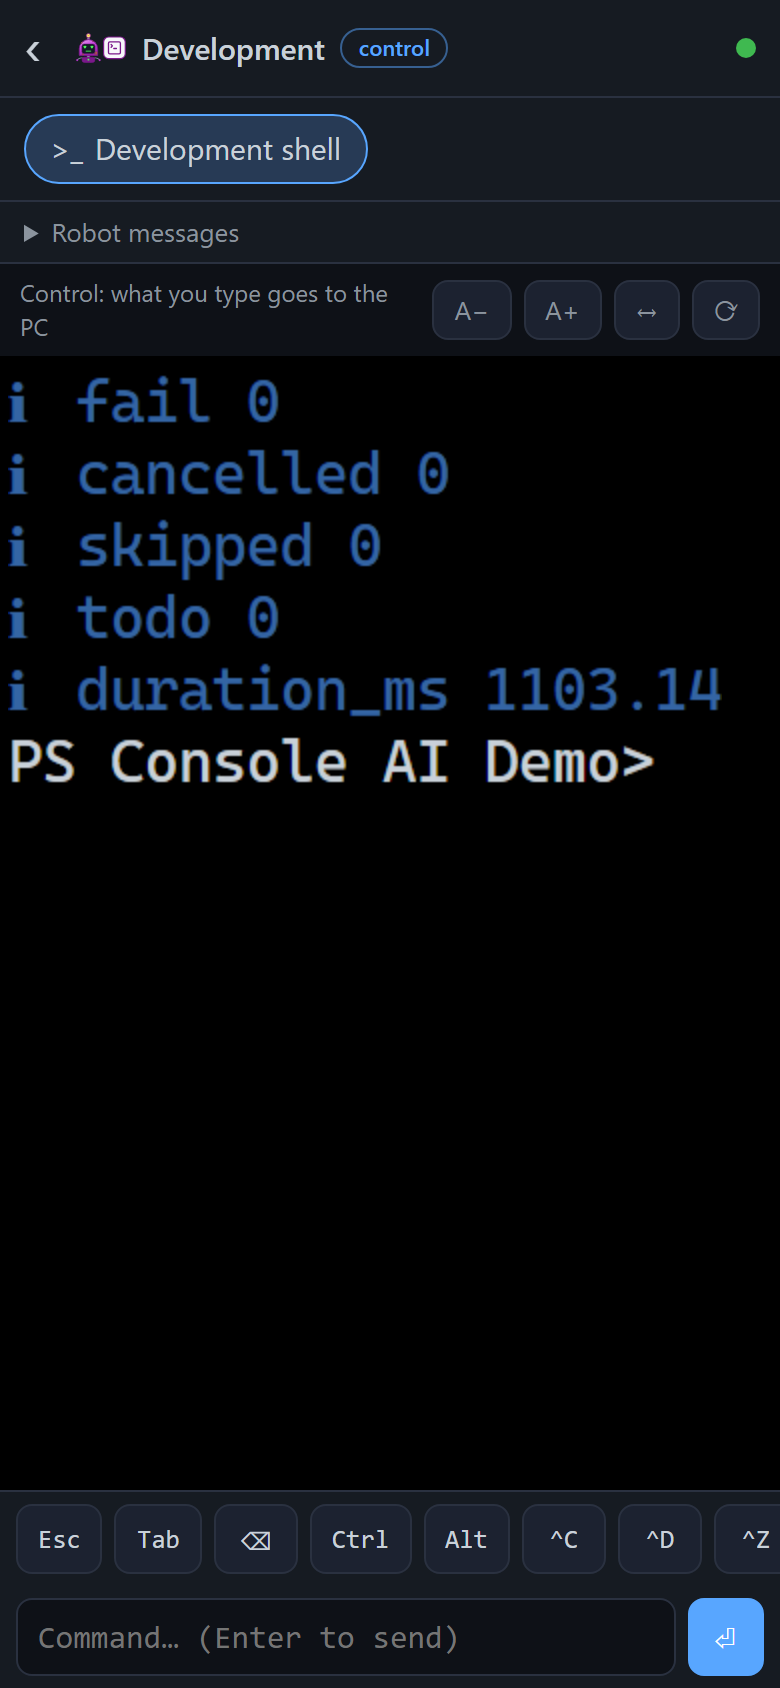 ‹ Development control
>_ Development shell
▶ Robot messages
Control: what you type goes to the
PC
A− A+ ↔ ⟳
ℹ fail 0
ℹ cancelled 0
ℹ skipped 0
ℹ todo 0
ℹ duration_ms 1103.14
PS Console AI Demo>
Esc Tab ⌫ Ctrl Alt ^C ^D ^Z
Command… (Enter to send) ⏎